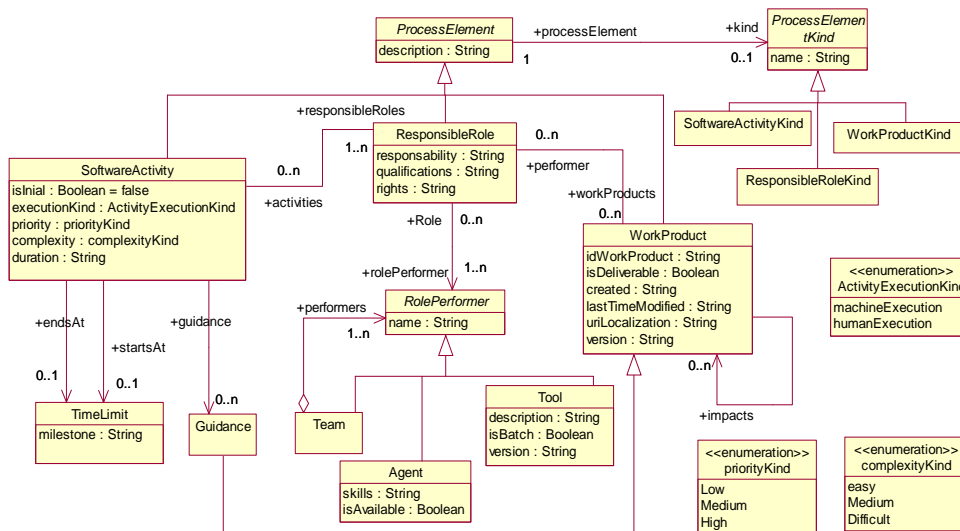 ProcessElement
description : String
+processElement
1
+kind
0..1
ProcessElemen
tKind
name : String
SoftwareActivityKind
WorkProductKind
ResponsibleRoleKind
+responsibleRoles
1..n
0..n
+activities
ResponsibleRole
responsability : String
qualifications : String
rights : String
0..n
+performer
+workProducts
0..n
SoftwareActivity
isInial : Boolean = false
executionKind : ActivityExecutionKind
priority : priorityKind
complexity : complexityKind
duration : String
+Role
0..n
+rolePerformer
1..n
WorkProduct
idWorkProduct : String
isDeliverable : Boolean
created : String
lastTimeModified : String
uriLocalization : String
version : String
<<enumeration>>
ActivityExecutionKind
machineExecution
humanExecution
+endsAt
0..1
+startsAt
0..1
+guidance
0..n
+performers
1..n
RolePerformer
name : String
0..n
+impacts
TimeLimit
milestone : String
Guidance
Team
Tool
description : String
isBatch : Boolean
version : String
Agent
skills : String
isAvailable : Boolean
<<enumeration>>
priorityKind
Low
Medium
High
<<enumeration>>
complexityKind
easy
Medium
Difficult